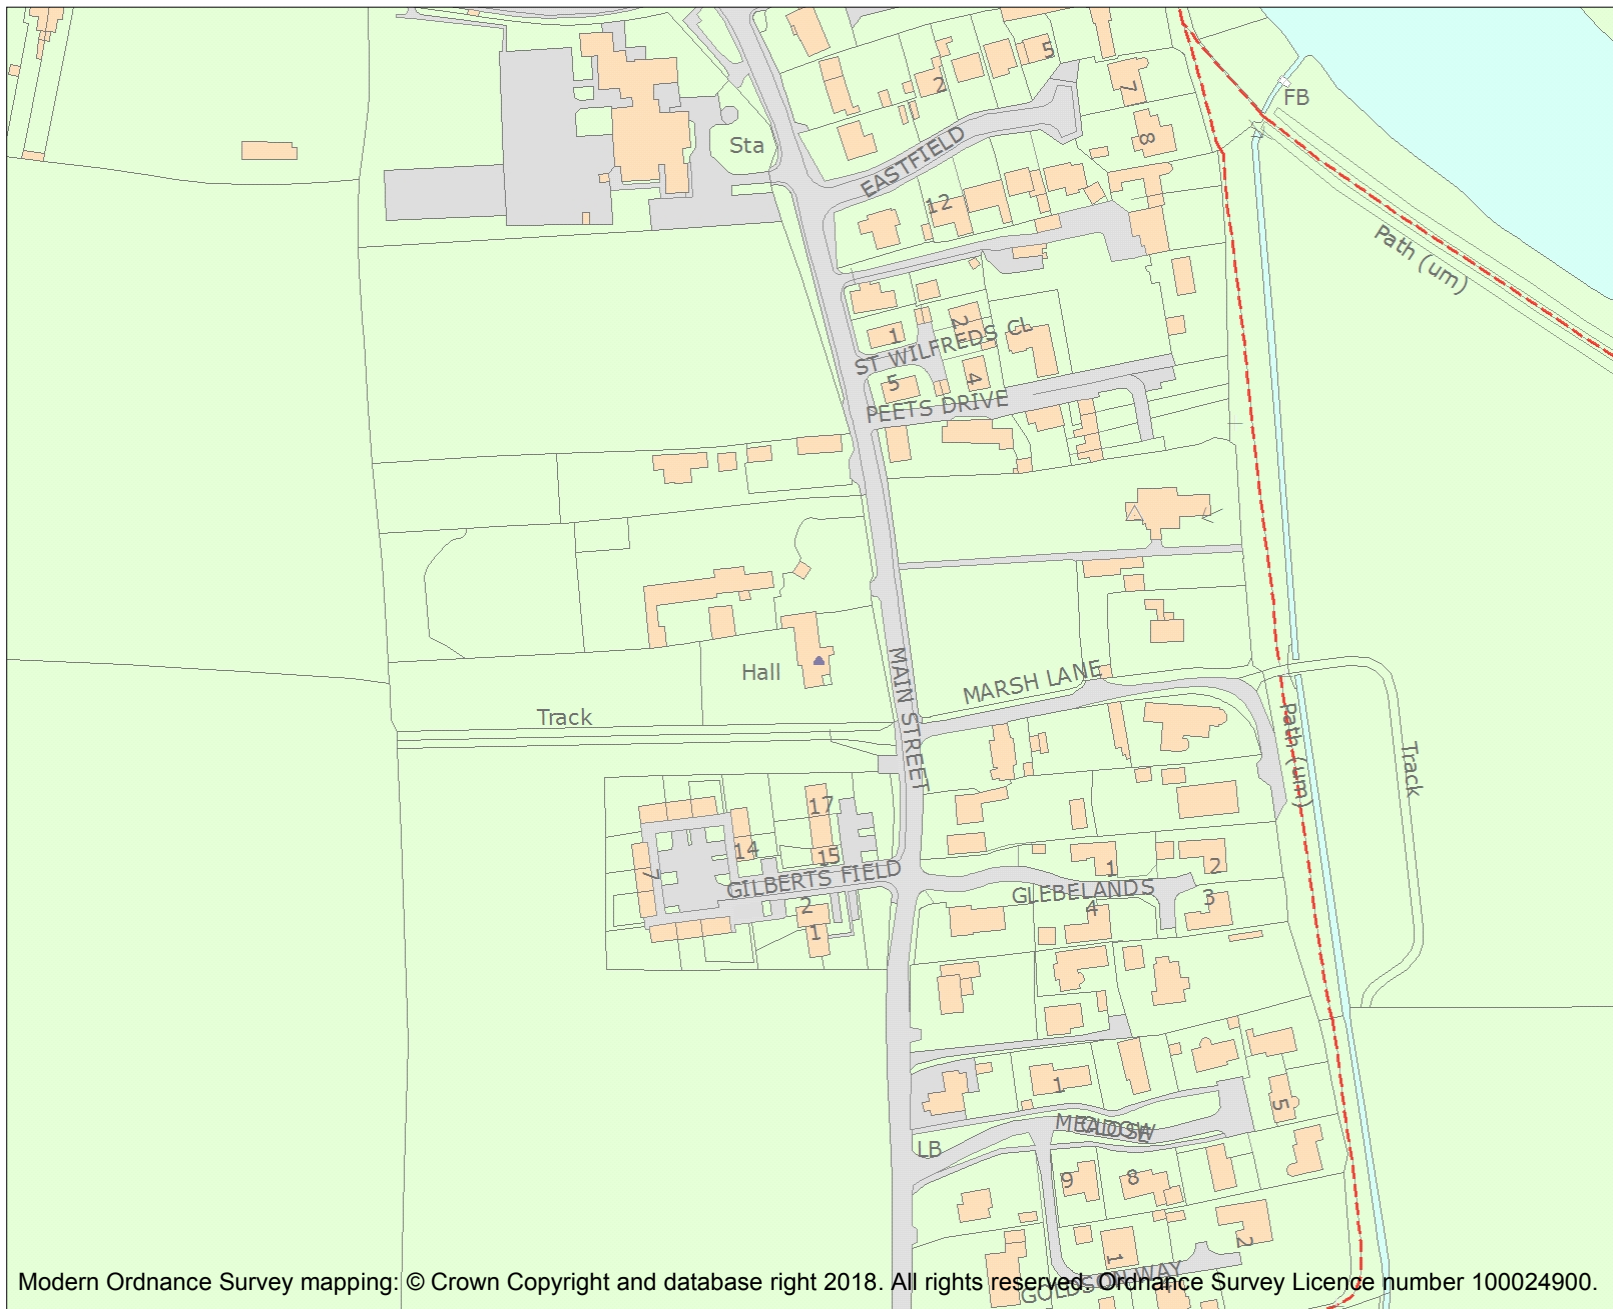 5
2
7
FB
8
Sta
EASTFIELD
12
Path (um)
2
1
ST WILFREDS CL
5
4
PEETS DRIVE
Hall
MAIN STREET
MARSH LANE
Track
Path (um)
Track
17
14
15
7
GILBERTS FIELD
1
2
GLEBELANDS
3
4
2
1
1
5
MEADOW
CLOSE
LB
9
8
2
1
GOLDSON WAY
Modern Ordnance Survey mapping: © Crown Copyright and database right 2018. All rights reserved. Ordnance Survey Licence number 100024900.